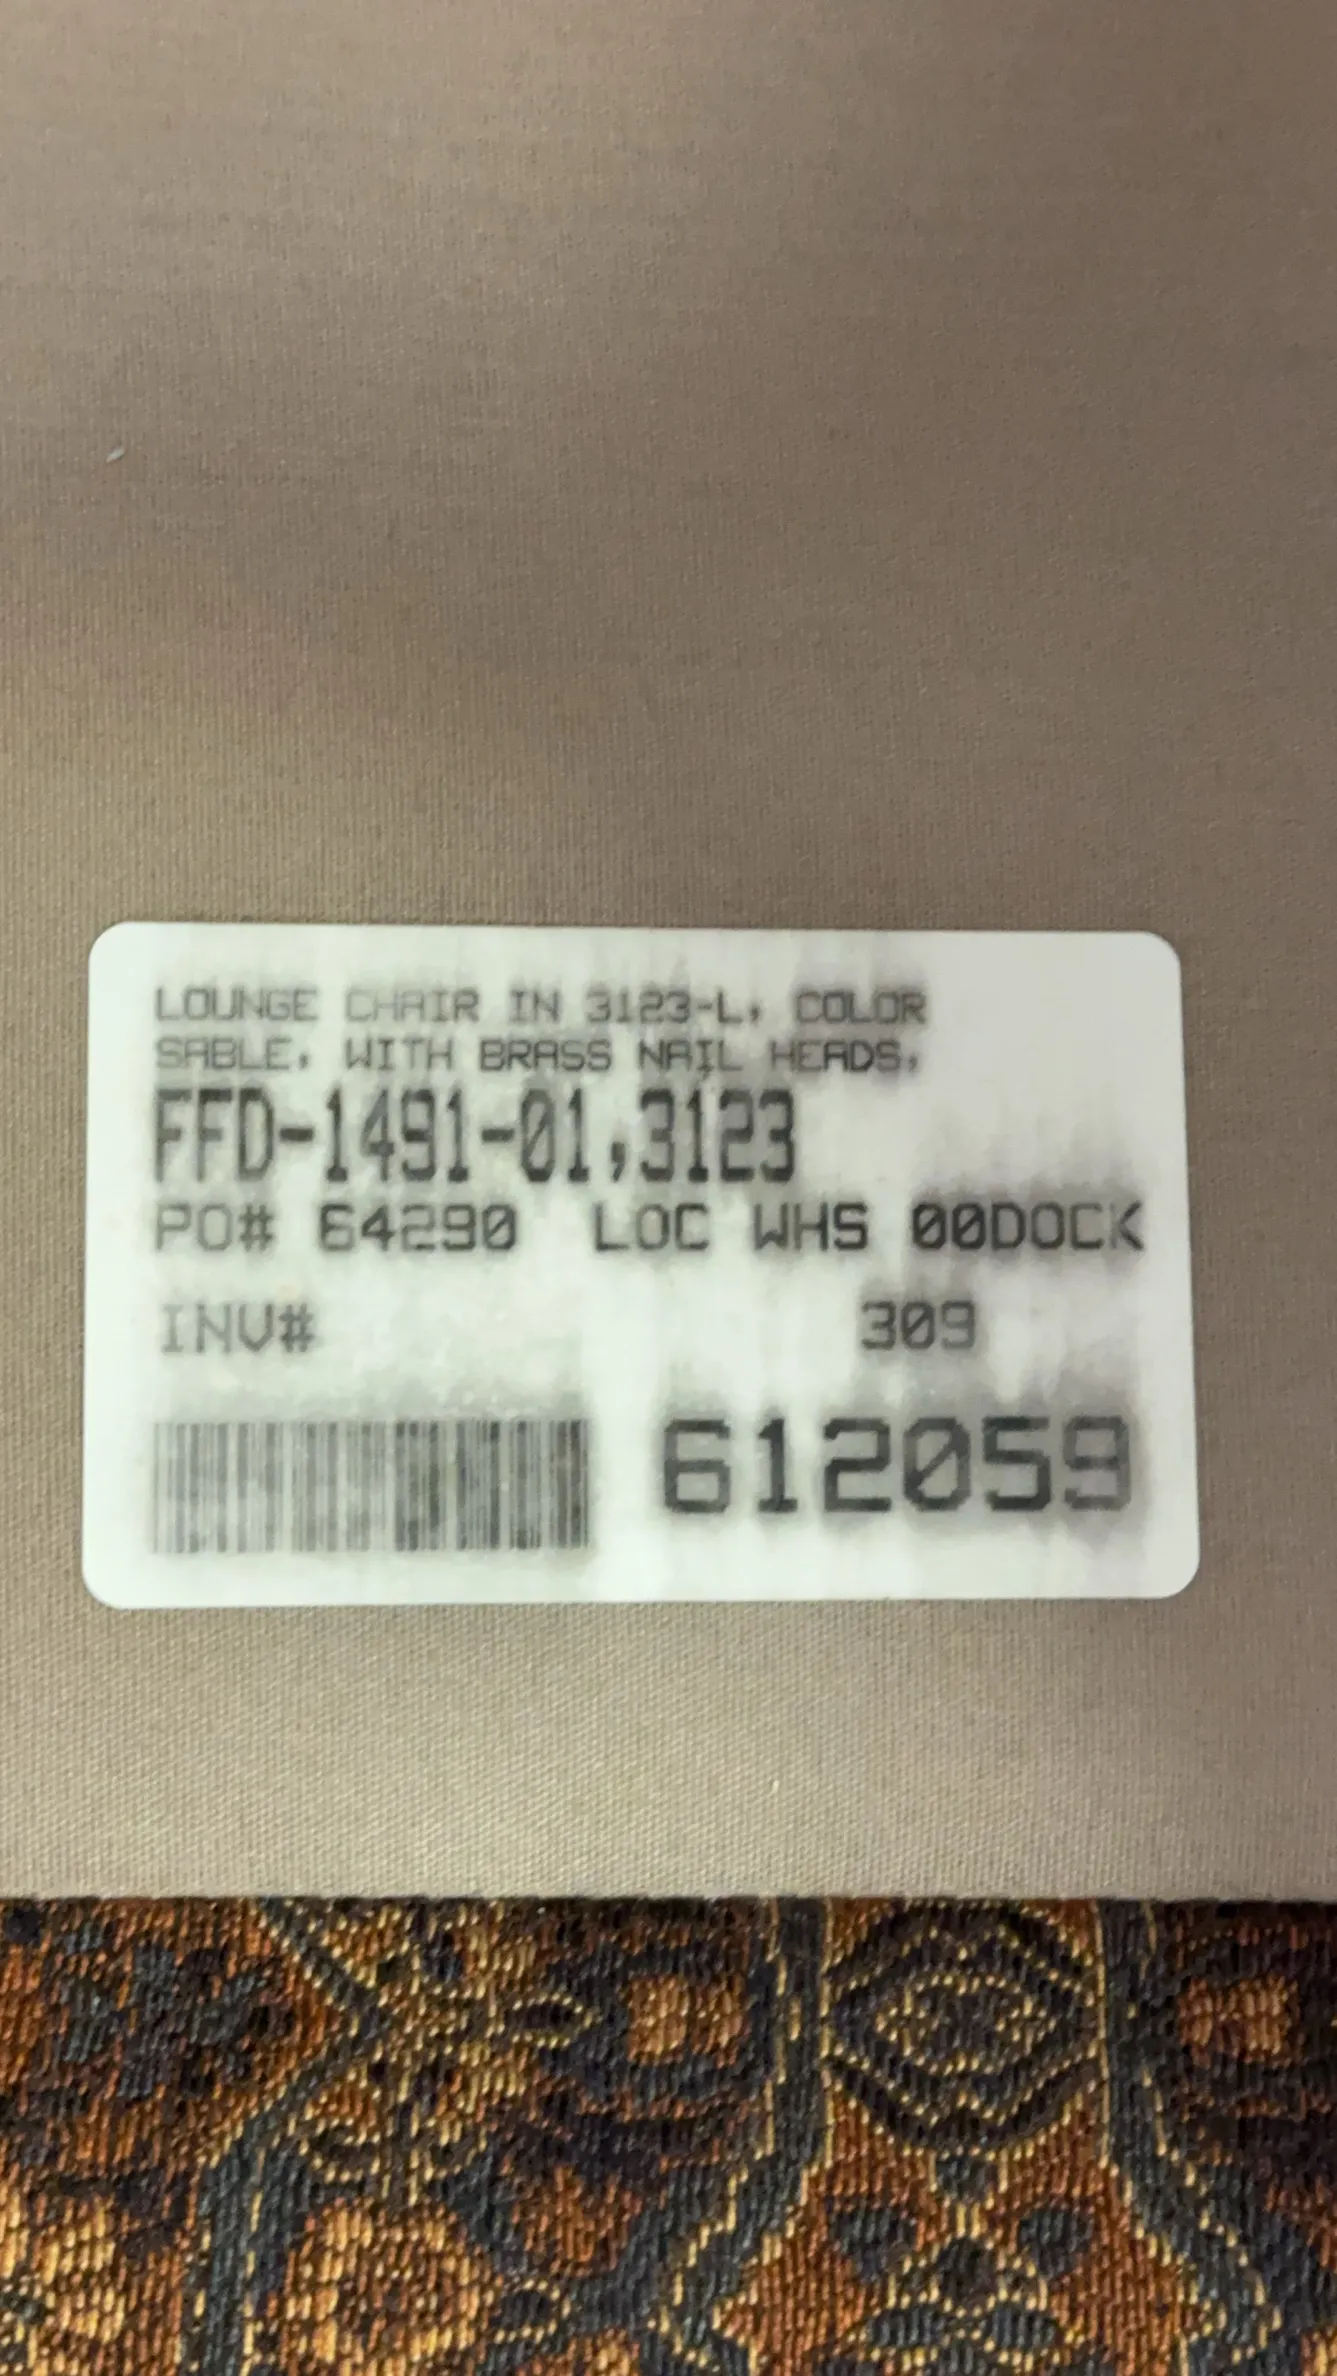 LOUNGE CHAIR IN 3123-L, COLOR
SABLE, WITH BRASS NAIL HEADS,
FFD-1491-01,3123
PO# 64290 LOC WHS 00DOCK
INV# 309
612059